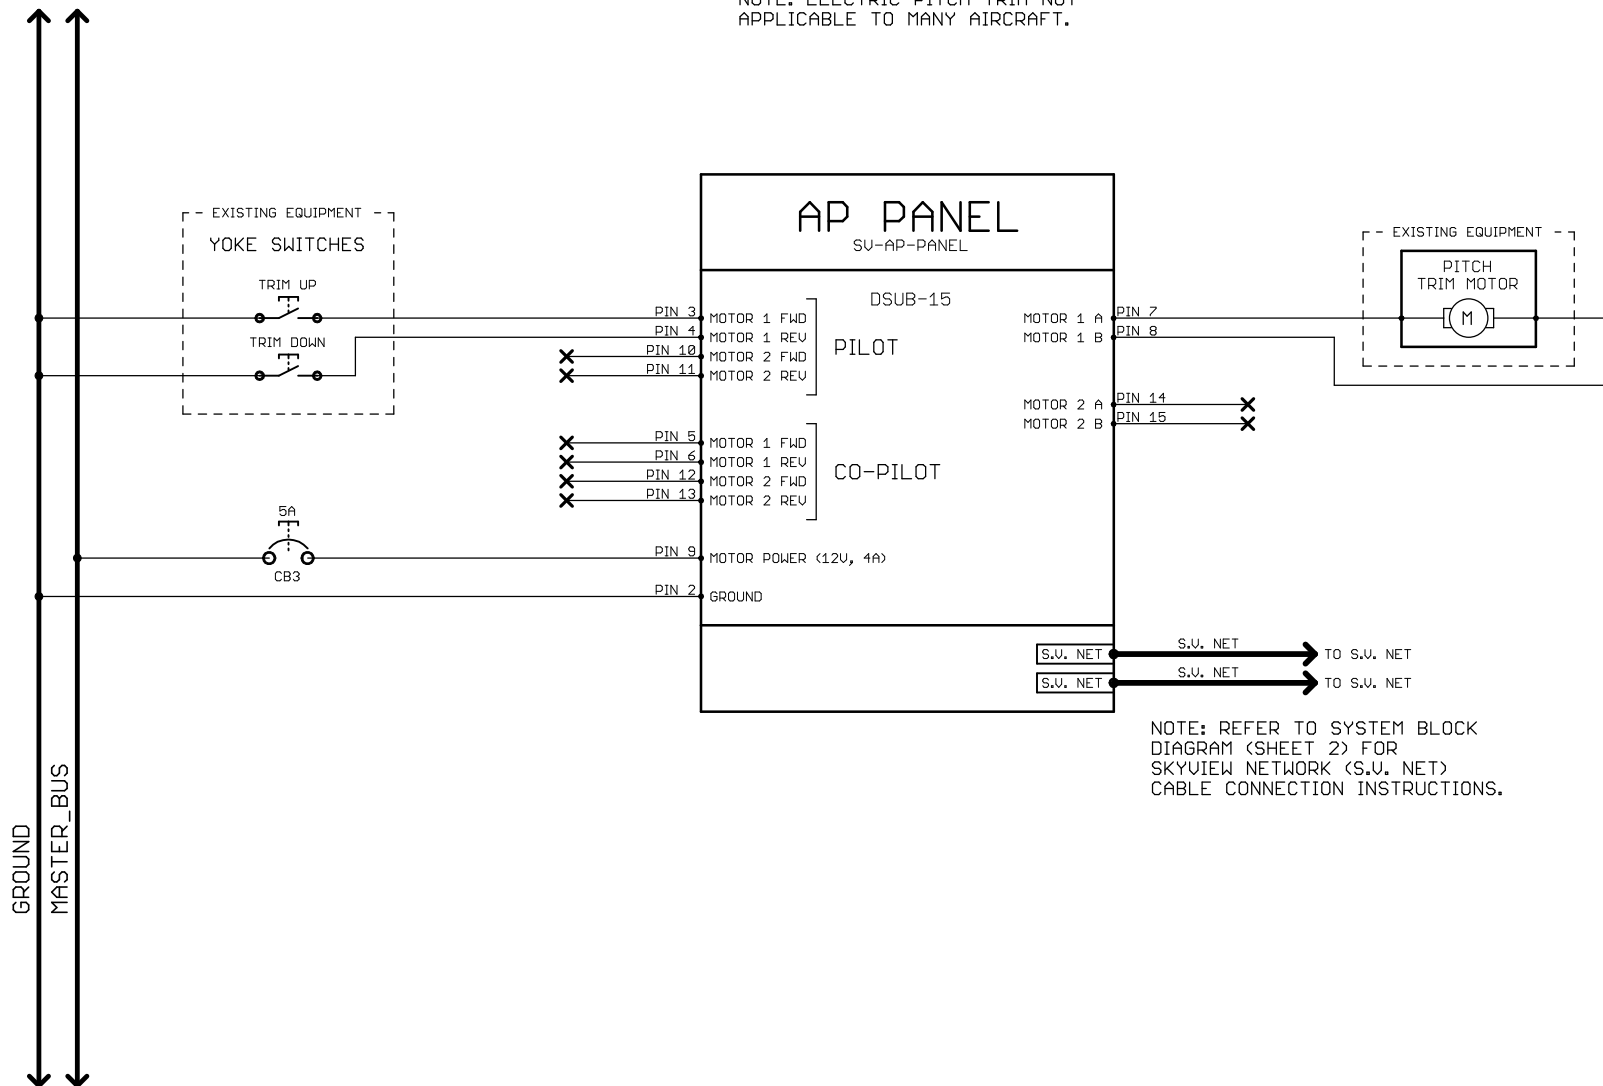 NOTE: ELECTRIC PITCH TRIM NOT
APPLICABLE TO MANY AIRCRAFT.
EXISTING EQUIPMENT
YOKE SWITCHES
TRIM UP
TRIM DOWN
5A
CB3
AP PANEL
SV-AP-PANEL
DSUB-15
PIN 3 MOTOR 1 FWD
PIN 4 MOTOR 1 REV
PIN 10 MOTOR 2 FWD
PIN 11 MOTOR 2 REV
PILOT
PIN 5 MOTOR 1 FWD
PIN 6 MOTOR 1 REV
PIN 12 MOTOR 2 FWD
PIN 13 MOTOR 2 REV
CO-PILOT
PIN 9 MOTOR POWER (12V, 4A)
PIN 2 GROUND
MOTOR 1 A PIN 7
MOTOR 1 B PIN 8
MOTOR 2 A PIN 14
MOTOR 2 B PIN 15
EXISTING EQUIPMENT
PITCH
TRIM MOTOR
M
S.V. NET S.V. NET TO S.V. NET
S.V. NET S.V. NET TO S.V. NET
NOTE: REFER TO SYSTEM BLOCK
DIAGRAM (SHEET 2) FOR
SKYVIEW NETWORK (S.V. NET)
CABLE CONNECTION INSTRUCTIONS.
GROUND
MASTER_BUS